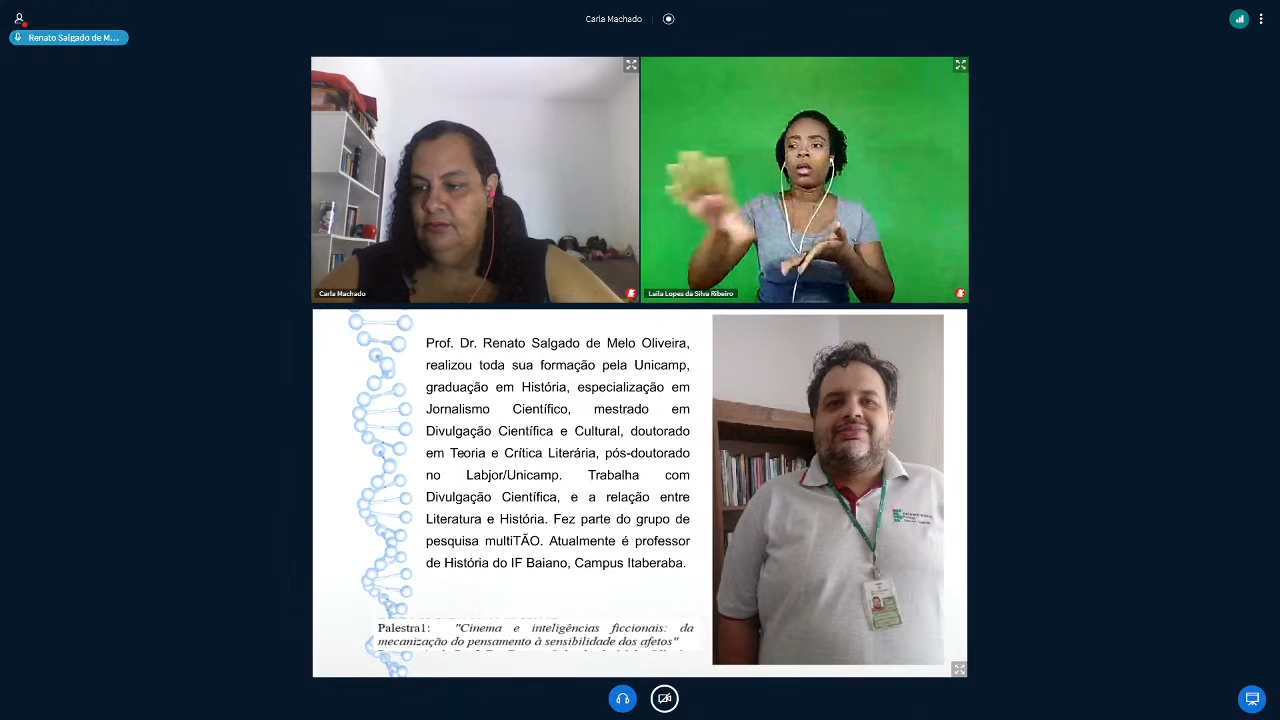 Carla Machado
Renato Salgado de M...
Carla Machado
Laila Lopes da Silva Ribeiro
Prof. Dr. Renato Salgado de Melo Oliveira,
realizou toda sua formação pela Unicamp,
graduação em História, especialização em
Jornalismo Científico, mestrado em
Divulgação Científica e Cultural, doutorado
em Teoria e Crítica Literária, pós-doutorado
no Labjor/Unicamp. Trabalha com
Divulgação Científica, e a relação entre
Literatura e História. Fez parte do grupo de
pesquisa multiTÃO. Atualmente é professor
de História do IF Baiano, Campus Itaberaba.
Palestra1: "Cinema e inteligências ficcionais: da
mecanização do pensamento à sensibilidade dos afetos"